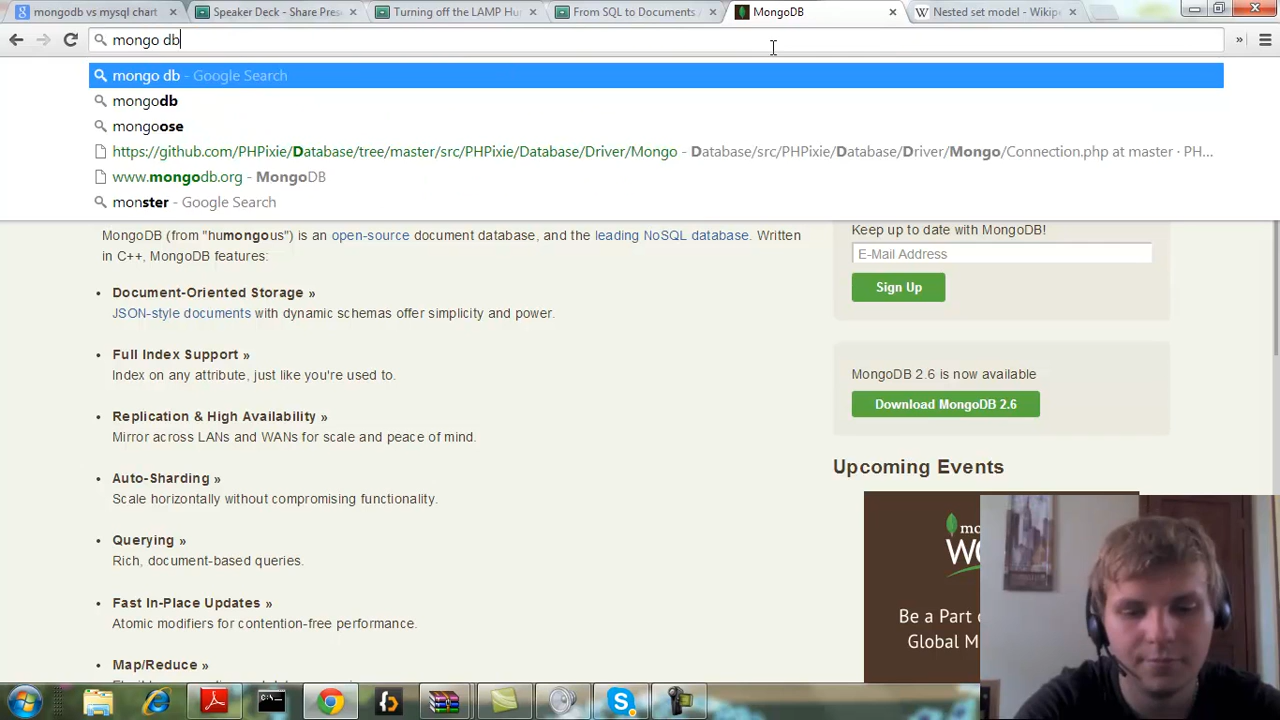 mongodb vs mysql chart
Speaker Deck - Share Pres
Turning off the LAMP Hu
From SQL to Documents
MongoDB
Nested set model - Wikip
mongo db
mongo db - Google Search
mongodb
mongoose
https://github.com/PHPixie/Database/tree/master/src/PHPixie/Database/Driver/Mongo - Database/src/PHPixie/Database/Driver/Mongo/Connection.php at master · PH...
www.mongodb.org - MongoDB
monster - Google Search
MongoDB (from "humongous") is an open-source document database, and the leading NoSQL database. Written
in C++, MongoDB features:
Document-Oriented Storage »
JSON-style documents with dynamic schemas offer simplicity and power.
Full Index Support »
Index on any attribute, just like you're used to.
Replication & High Availability »
Mirror across LANs and WANs for scale and peace of mind.
Auto-Sharding »
Scale horizontally without compromising functionality.
Querying »
Rich, document-based queries.
Fast In-Place Updates »
Atomic modifiers for contention-free performance.
Map/Reduce »
Keep up to date with MongoDB!
E-Mail Address
Sign Up
MongoDB 2.6 is now available
Download MongoDB 2.6
Upcoming Events
Be a Part
Global